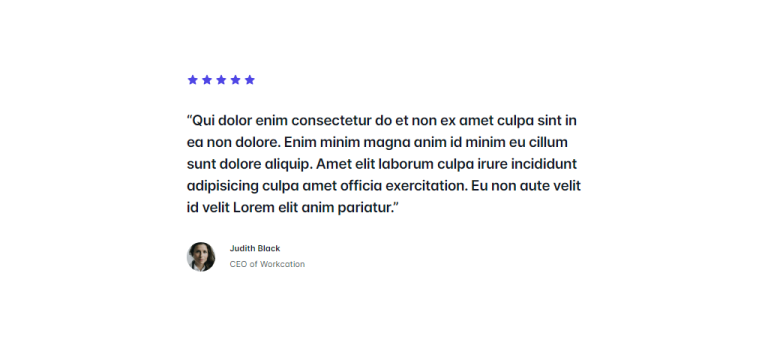 “Qui dolor enim consectetur do et non ex amet culpa sint in
ea non dolore. Enim minim magna anim id minim eu cillum
sunt dolore aliquip. Amet elit laborum culpa irure incididunt
adipisicing culpa amet officia exercitation. Eu non aute velit
id velit Lorem elit anim pariatur.”
Judith Black
CEO of Workcation